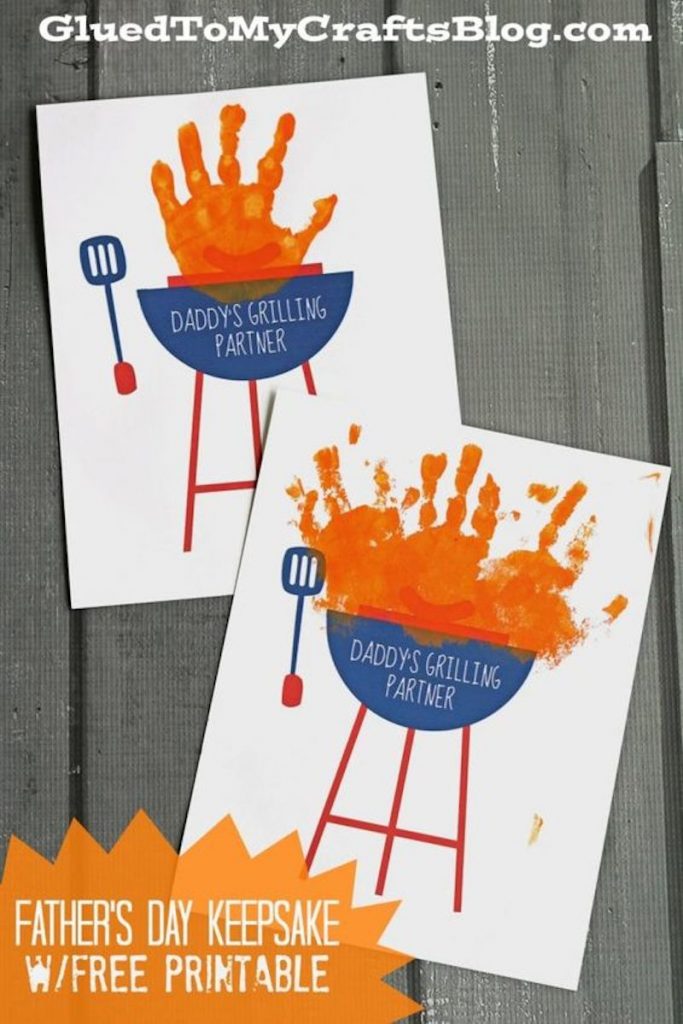 GluedToMyCraftsBlog.com
DADDY'S GRILLING
PARTNER
DADDY'S GRILLING
PARTNER
FATHER'S DAY KEEPSAKE
W/FREE PRINTABLE